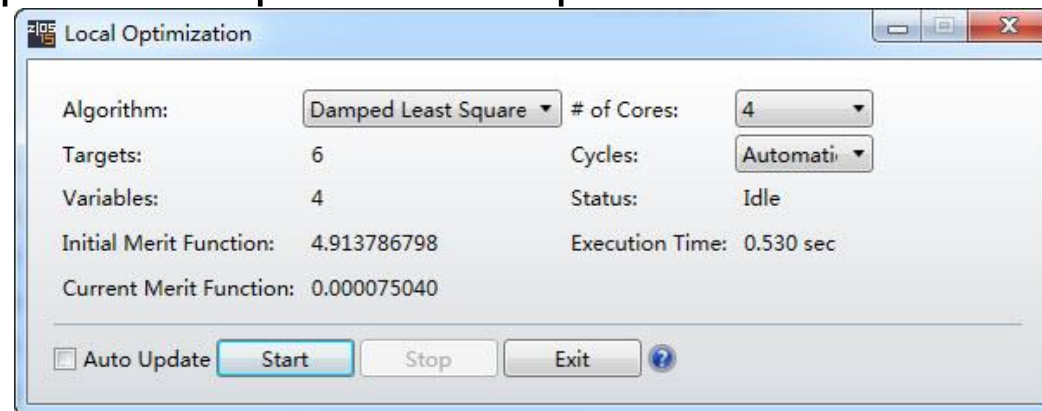 Local Optimization
Algorithm: Damped Least Square # of Cores: 4
Targets: 6 Cycles: Automati
Variables: 4 Status: Idle
Initial Merit Function: 4.913786798 Execution Time: 0.530 sec
Current Merit Function: 0.000075040
Auto Update Start Stop Exit